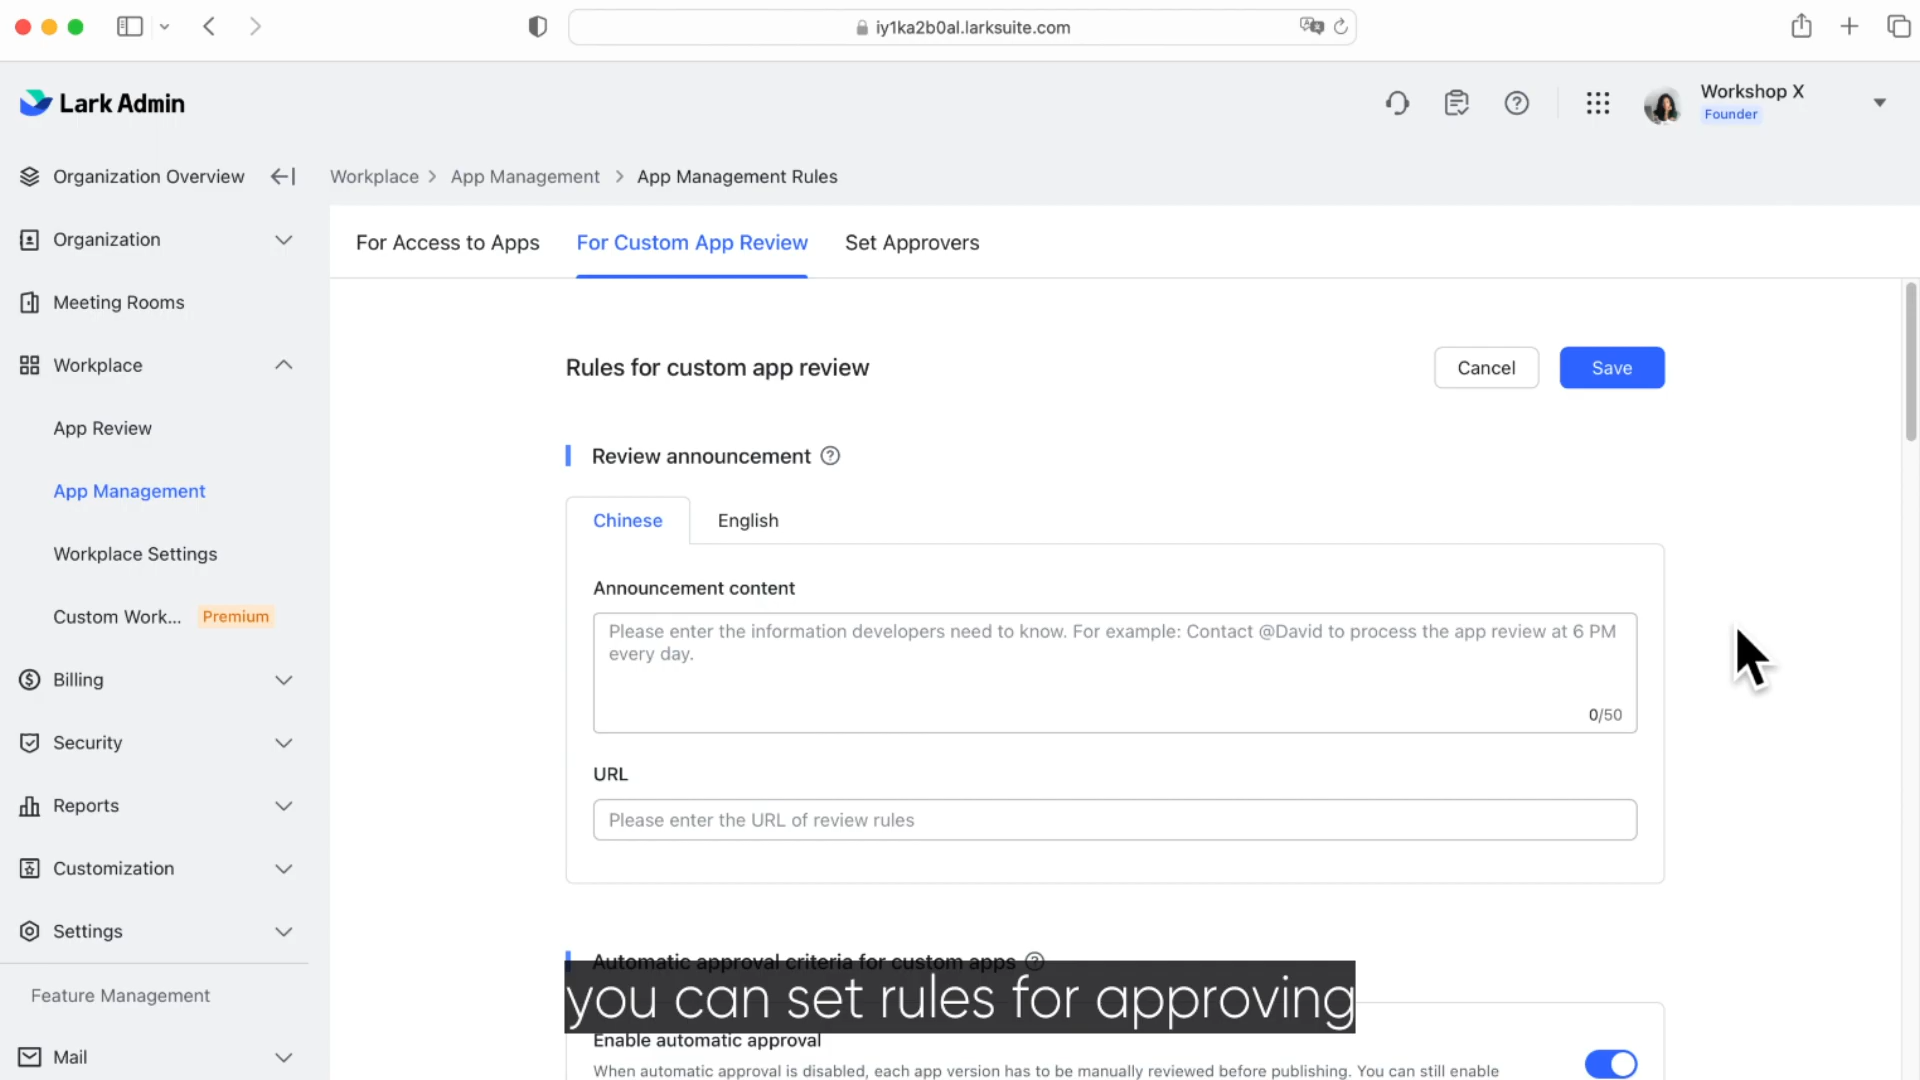 iy1ka2b0al.larksuite.com
Lark Admin
Workshop X
Founder
Organization Overview
Workplace > App Management > App Management Rules
Organization
For Access to Apps
For Custom App Review
Set Approvers
Meeting Rooms
Workplace
Rules for custom app review
Cancel
Save
App Review
Review announcement
App Management
Chinese
English
Workplace Settings
Announcement content
Custom Work...
Premium
Please enter the information developers need to know. For example: Contact @David to process the app review at 6 PM
every day.
0/50
Billing
Security
URL
Reports
Please enter the URL of review rules
Customization
Settings
Automatic approval criteria for custom apps
Feature Management
you can set rules for approving
Enable automatic approval
Mail
When automatic approval is disabled, each app version has to be manually reviewed before publishing. You can still enable